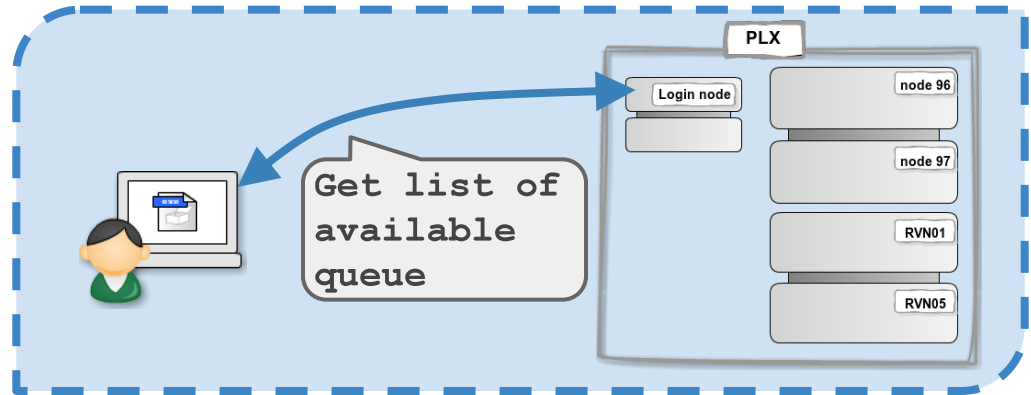 PLX
Login node
node 96
node 97
Get list of
available
queue
RVN01
RVN05